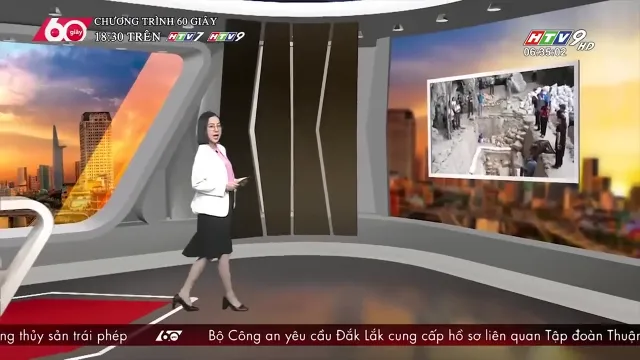 60 giây
CHƯƠNG TRÌNH 60 GIÂY
18:30 TRÊN HTV7 HTV9
HTV9 HD
06:35:02
ng thủy sản trái phép 60 Bộ Công an yêu cầu Đắk Lắk cung cấp hồ sơ liên quan Tập đoàn Thuận